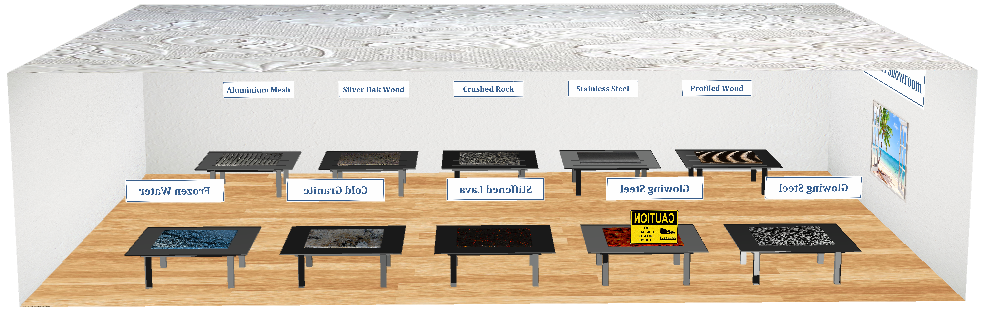 Aluminium Mesh
Silver Oak Wood
Crushed Rock
Stainless Steel
Profiled Wood
Frozen Water
Cold Granite
Stiffened Lava
Glowing Steel
Glowing Steel
CAUTION